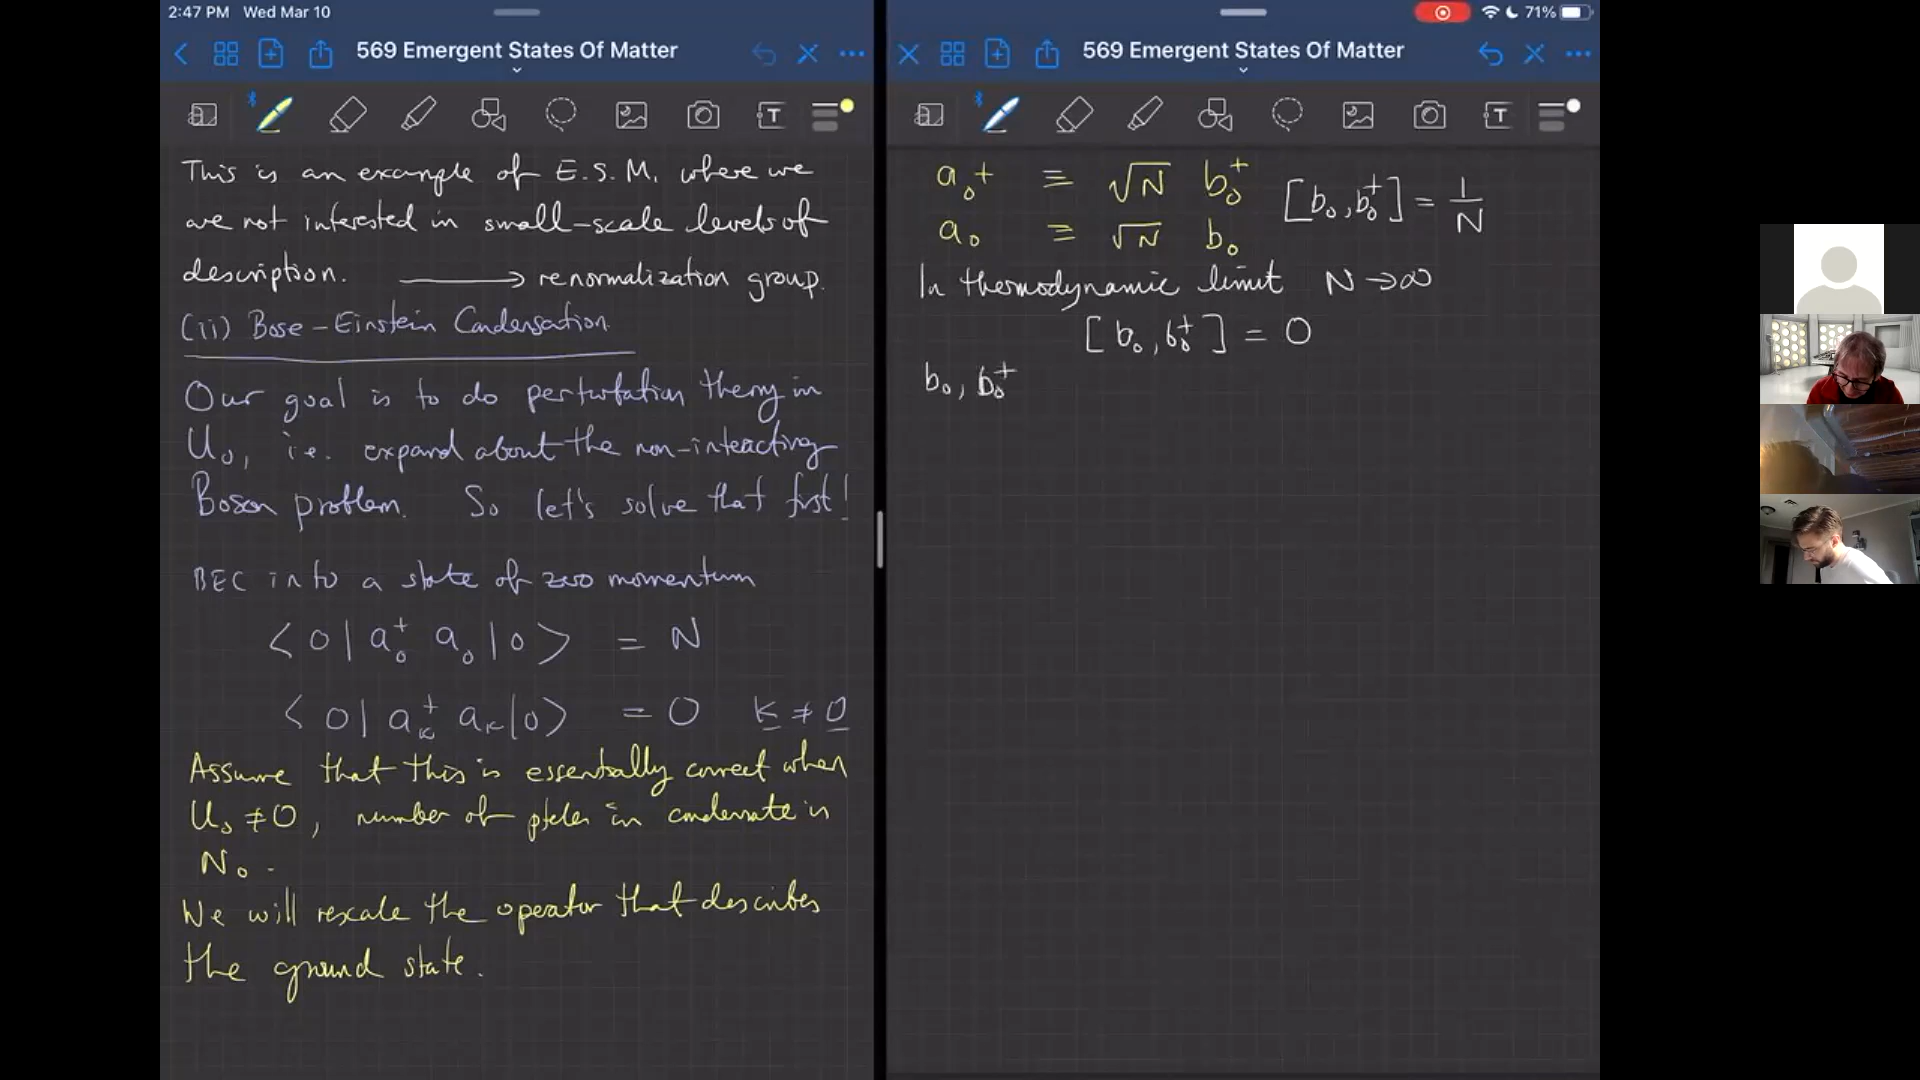 2:47 PM Wed Mar 10
71%
569 Emergent States Of Matter
569 Emergent States Of Matter
This is an example of E.S.M. where we
are not interested in small-scale levels of
description. ⟶ renormalization group.
(ii) Bose-Einstein Condensation.
Our goal is to do perturbation theory in
U₀, i.e. expand about the non-interacting
Boson problem. So let's solve that first!
BEC into a state of zero momentum
<0| a₀⁺ a₀ |0> = N
<0| aₖ⁺ aₖ |0> = 0 k ≠ 0
Assume that this is essentially correct when
U₀ ≠ 0, number of ptcles in condensate is
N₀.
We will rescale the operator that describes
the ground state.
a₀⁺ ≡ √N b₀⁺ [b₀, b₀⁺] = 1/N
a₀ ≡ √N b₀
In thermodynamic limit N → ∞
[b₀, b₀⁺] = 0
b₀, b₀⁺